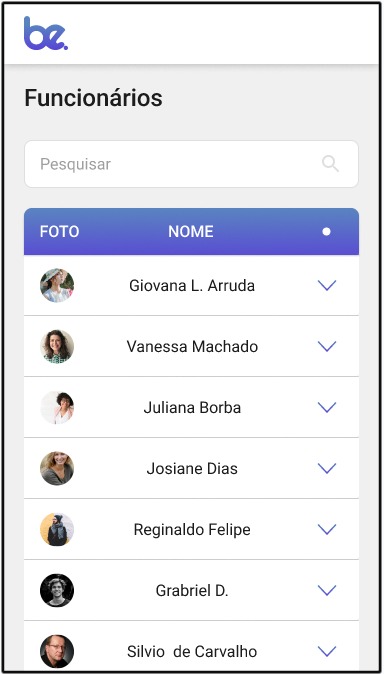 be.
Funcionários
Pesquisar
FOTO NOME
Giovana L. Arruda
Vanessa Machado
Juliana Borba
Josiane Dias
Reginaldo Felipe
Grabriel D.
Silvio de Carvalho